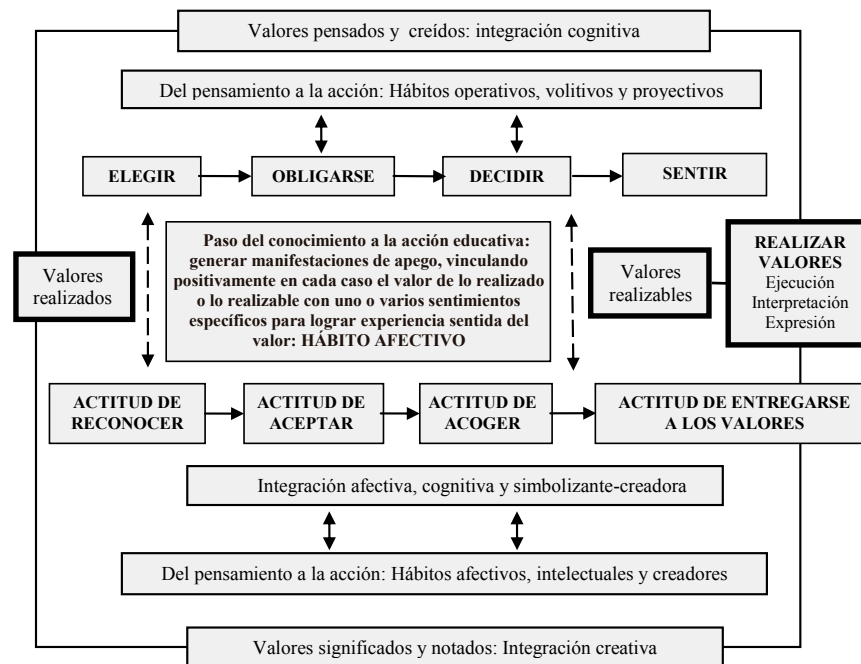 Valores pensados y creídos: integración cognitiva
Del pensamiento a la acción: Hábitos operativos, volitivos y proyectivos
ELEGIR
OBLIGARSE
DECIDIR
SENTIR
Valores
realizados
Paso del conocimiento a la acción educativa:
generar manifestaciones de apego, vinculando
positivamente en cada caso el valor de lo realizado
o lo realizable con uno o varios sentimientos
específicos para lograr experiencia sentida del
valor: HÁBITO AFECTIVO
Valores
realizables
REALIZAR
VALORES
Ejecución
Interpretación
Expresión
ACTITUD DE
RECONOCER
ACTITUD DE
ACEPTAR
ACTITUD DE
ACOGER
ACTITUD DE ENTREGARSE
A LOS VALORES
Integración afectiva, cognitiva y simbolizante-creadora
Del pensamiento a la acción: Hábitos afectivos, intelectuales y creadores
Valores significados y notados: Integración creativa